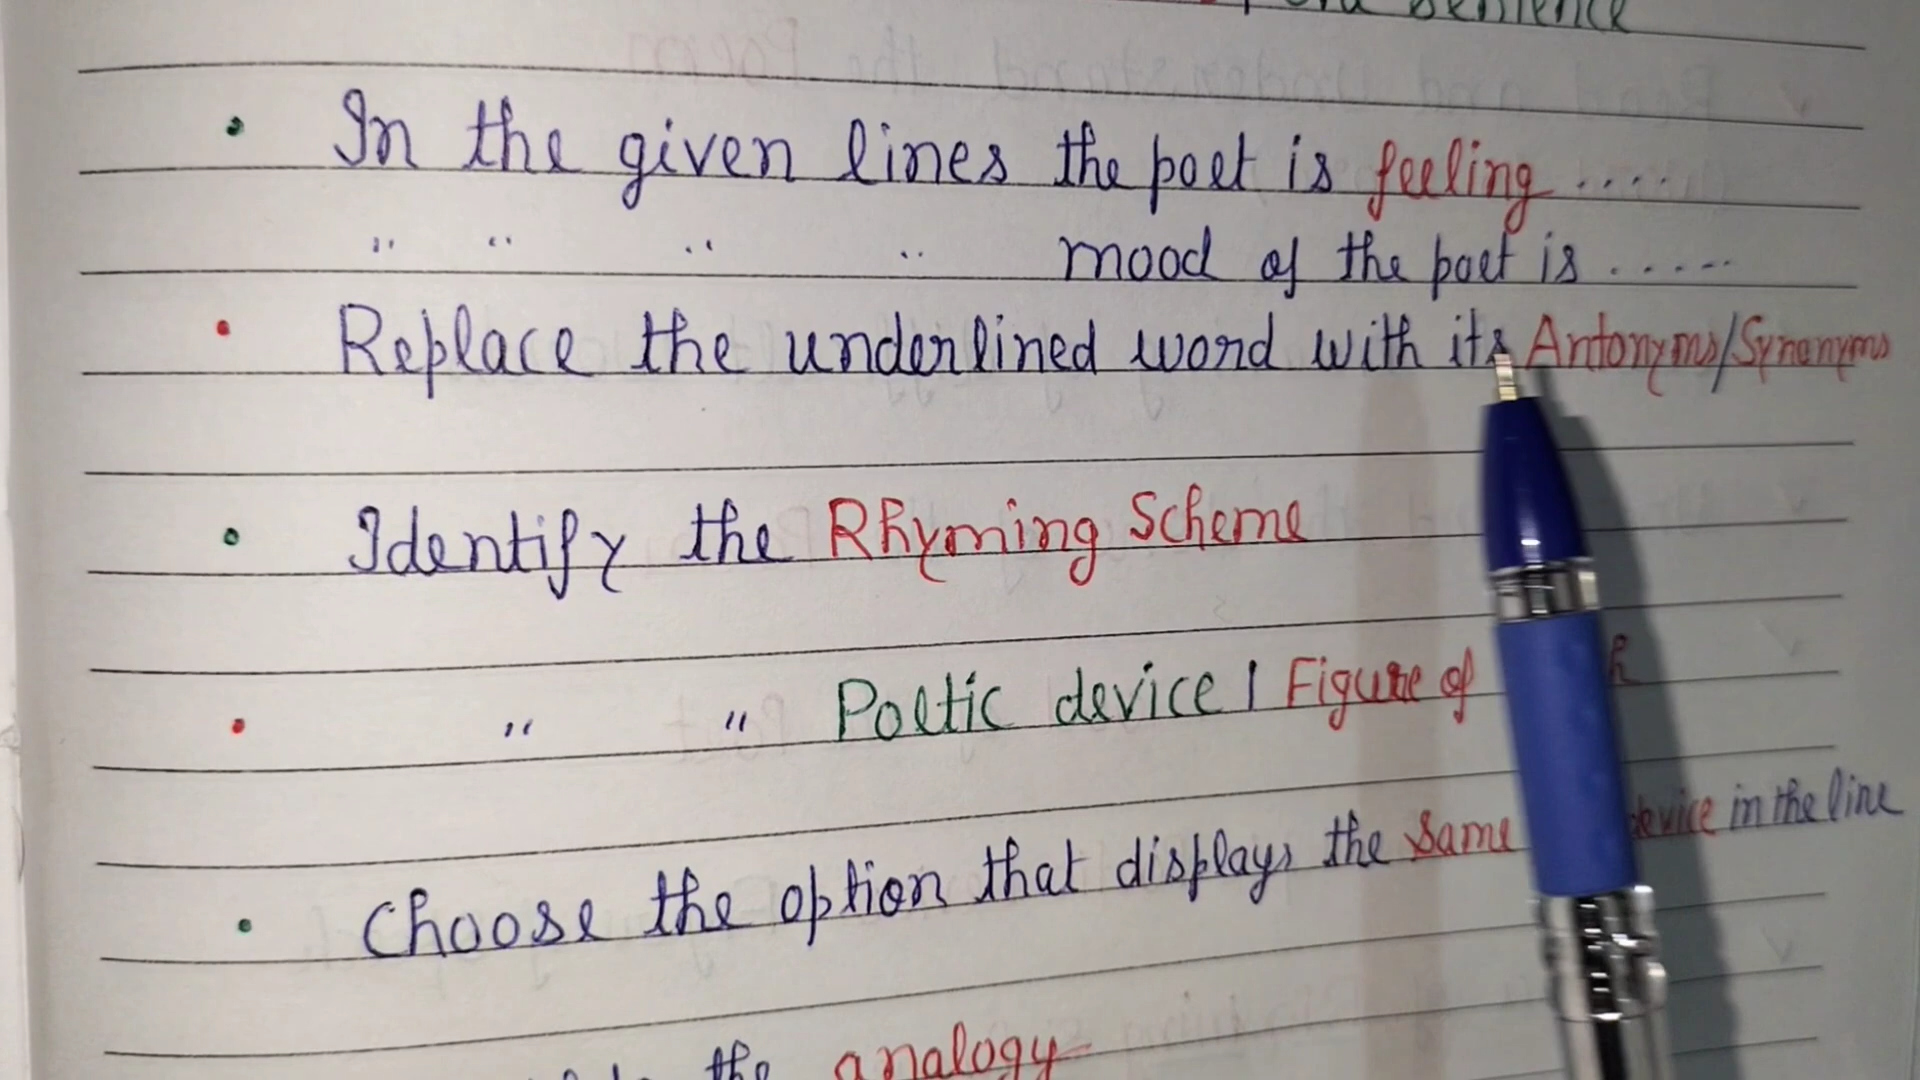 Sentence
• In the given lines the poet is feeling ....
" " " " mood of the poet is .....
• Replace the underlined word with its Antonyms/Synonyms
• Identify the Rhyming Scheme
• " " Poetic device / Figure of
• Choose the option that displays the same device in the line
the analogy